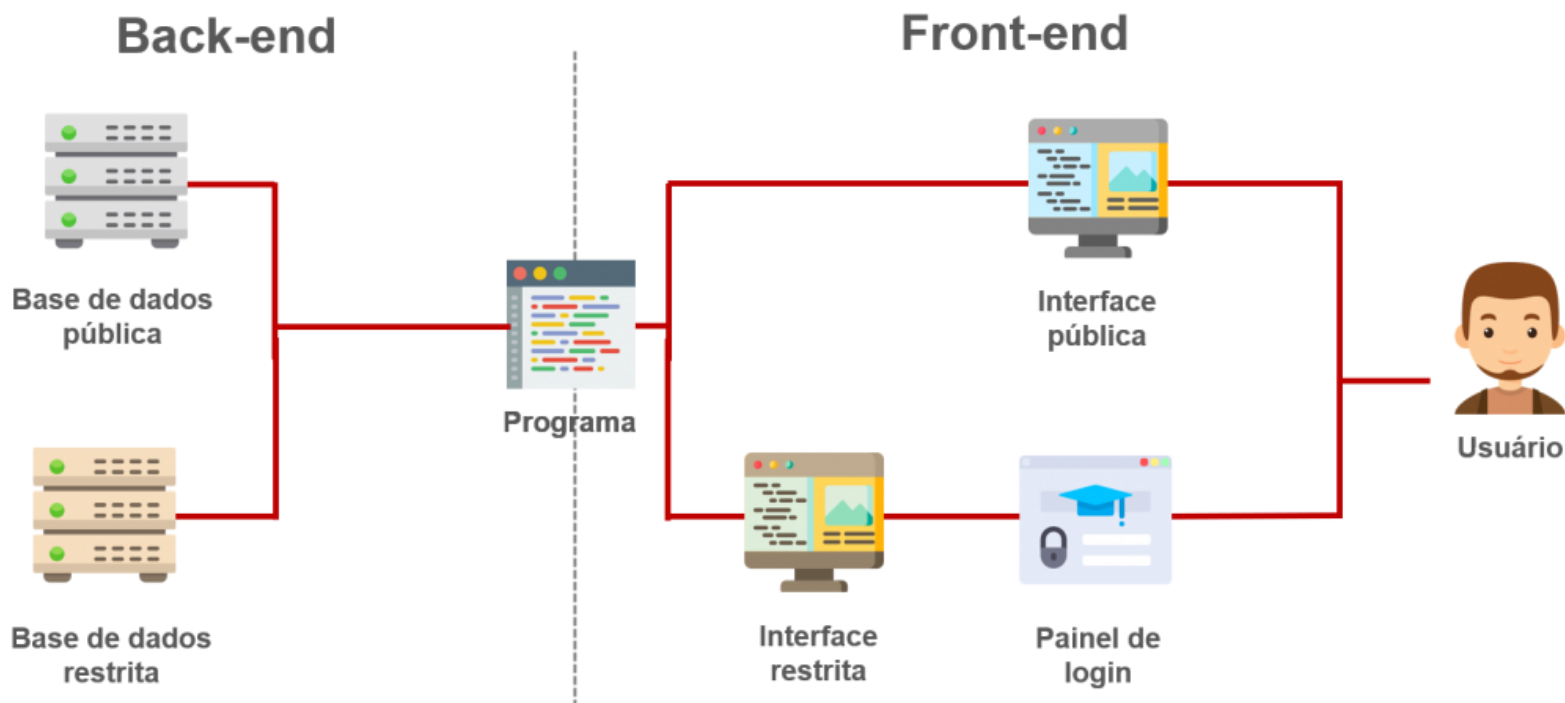 Back-end
Front-end
Base de dados
pública
Programa
Interface
pública
Usuário
Base de dados
restrita
Interface
restrita
Painel de
login